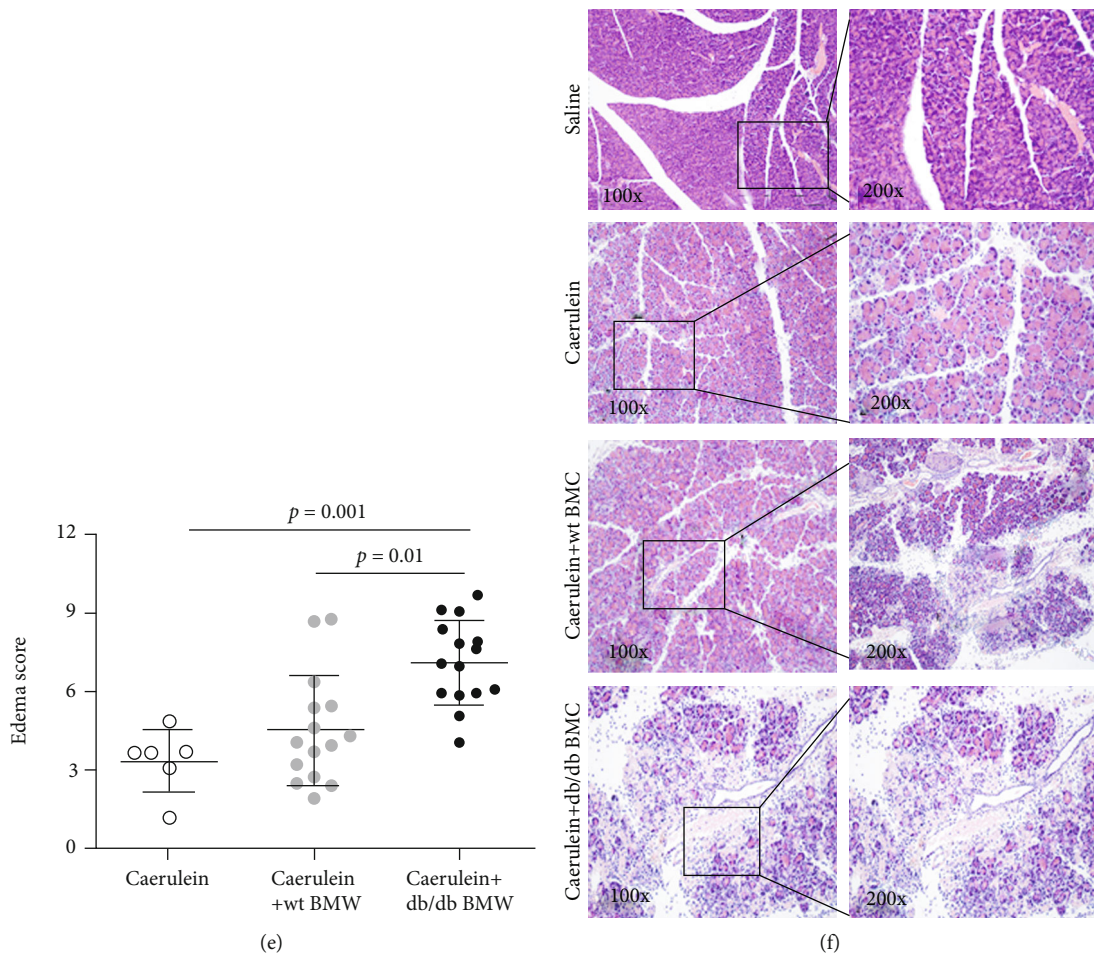 Edema score
12
9
6
3
0
p = 0.001
p = 0.01
Caerulein
Caerulein
+wt BMW
Caerulein+
db/db BMW
(e)
Saline
100x
200x
Caerulein
100x
200x
Caerulein+wt BMC
100x
200x
Caerulein+db/db BMC
100x
200x
(f)